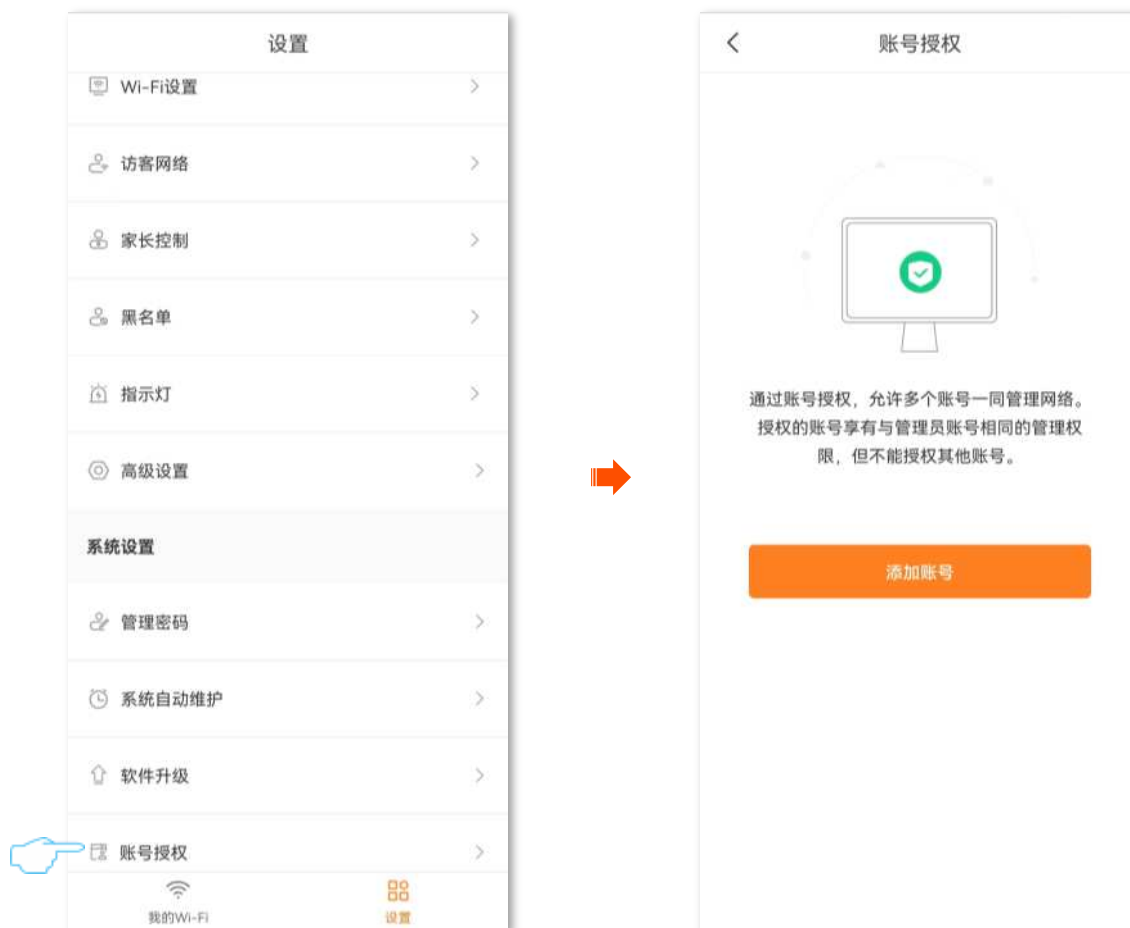 设置
Wi-Fi设置
访客网络
家长控制
黑名单
指示灯
高级设置
系统设置
管理密码
系统自动维护
软件升级
账号授权
我的Wi-Fi
设置
账号授权
通过账号授权，允许多个账号一同管理网络。
授权的账号享有与管理员账号相同的管理权
限，但不能授权其他账号。
添加账号